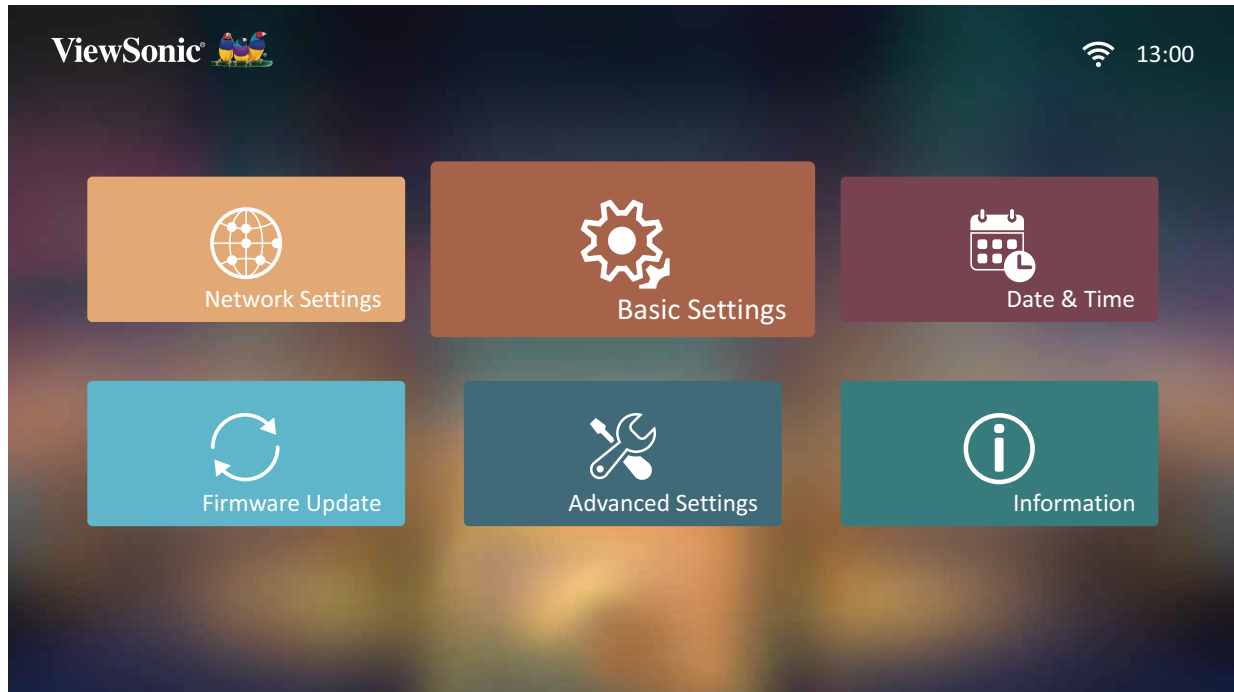 ViewSonic®
13:00
Network Settings
Basic Settings
Date & Time
Firmware Update
Advanced Settings
Information